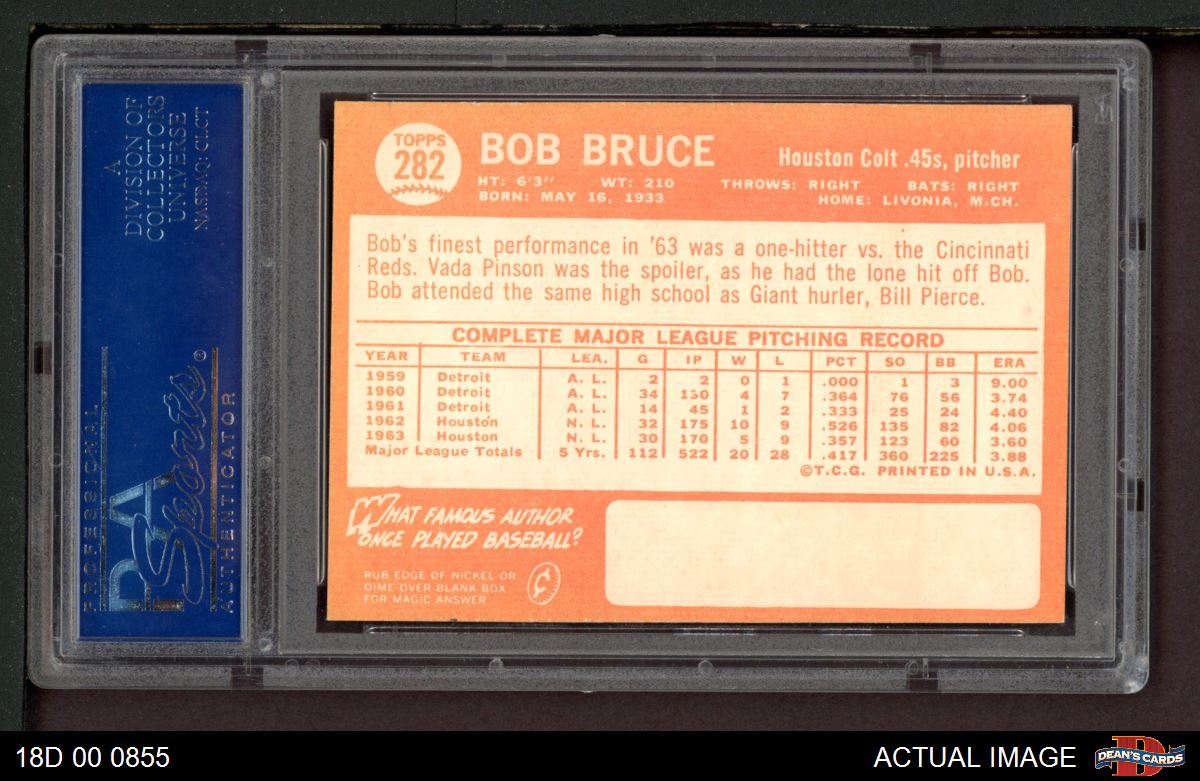 A
DIVISION OF
COLLECTORS
UNIVERSE
NASDAQ: CLCT
PROFESSIONAL
PSA
Sports®
AUTHENTICATOR
TOPPS
282
BOB BRUCE
Houston Colt .45s, pitcher
HT: 6'3" WT: 210 THROWS: RIGHT BATS: RIGHT
BORN: MAY 16, 1933 HOME: LIVONIA, M.CH.
Bob's finest performance in '63 was a one-hitter vs. the Cincinnati
Reds. Vada Pinson was the spoiler, as he had the lone hit off Bob.
Bob attended the same high school as Giant hurler, Bill Pierce.
COMPLETE MAJOR LEAGUE PITCHING RECORD
YEAR TEAM LEA. G IP W L PCT SO BB ERA
1959 Detroit A. L. 2 2 0 1 .000 1 3 9.00
1960 Detroit A. L. 34 130 4 7 .364 76 56 3.74
1961 Detroit A. L. 14 45 1 2 .333 25 24 4.40
1962 Houston N. L. 32 175 10 9 .526 135 82 4.06
1963 Houston N. L. 30 170 5 9 .357 123 60 3.60
Major League Totals 5 Yrs. 112 522 20 28 .417 360 225 3.88
©T.C.G. PRINTED IN U.S.A.
WHAT FAMOUS AUTHOR
ONCE PLAYED BASEBALL?
RUB EDGE OF NICKEL OR
DIME OVER BLANK BOX
FOR MAGIC ANSWER
¢
18D 00 0855
ACTUAL IMAGE
D
DEAN'S CARDS